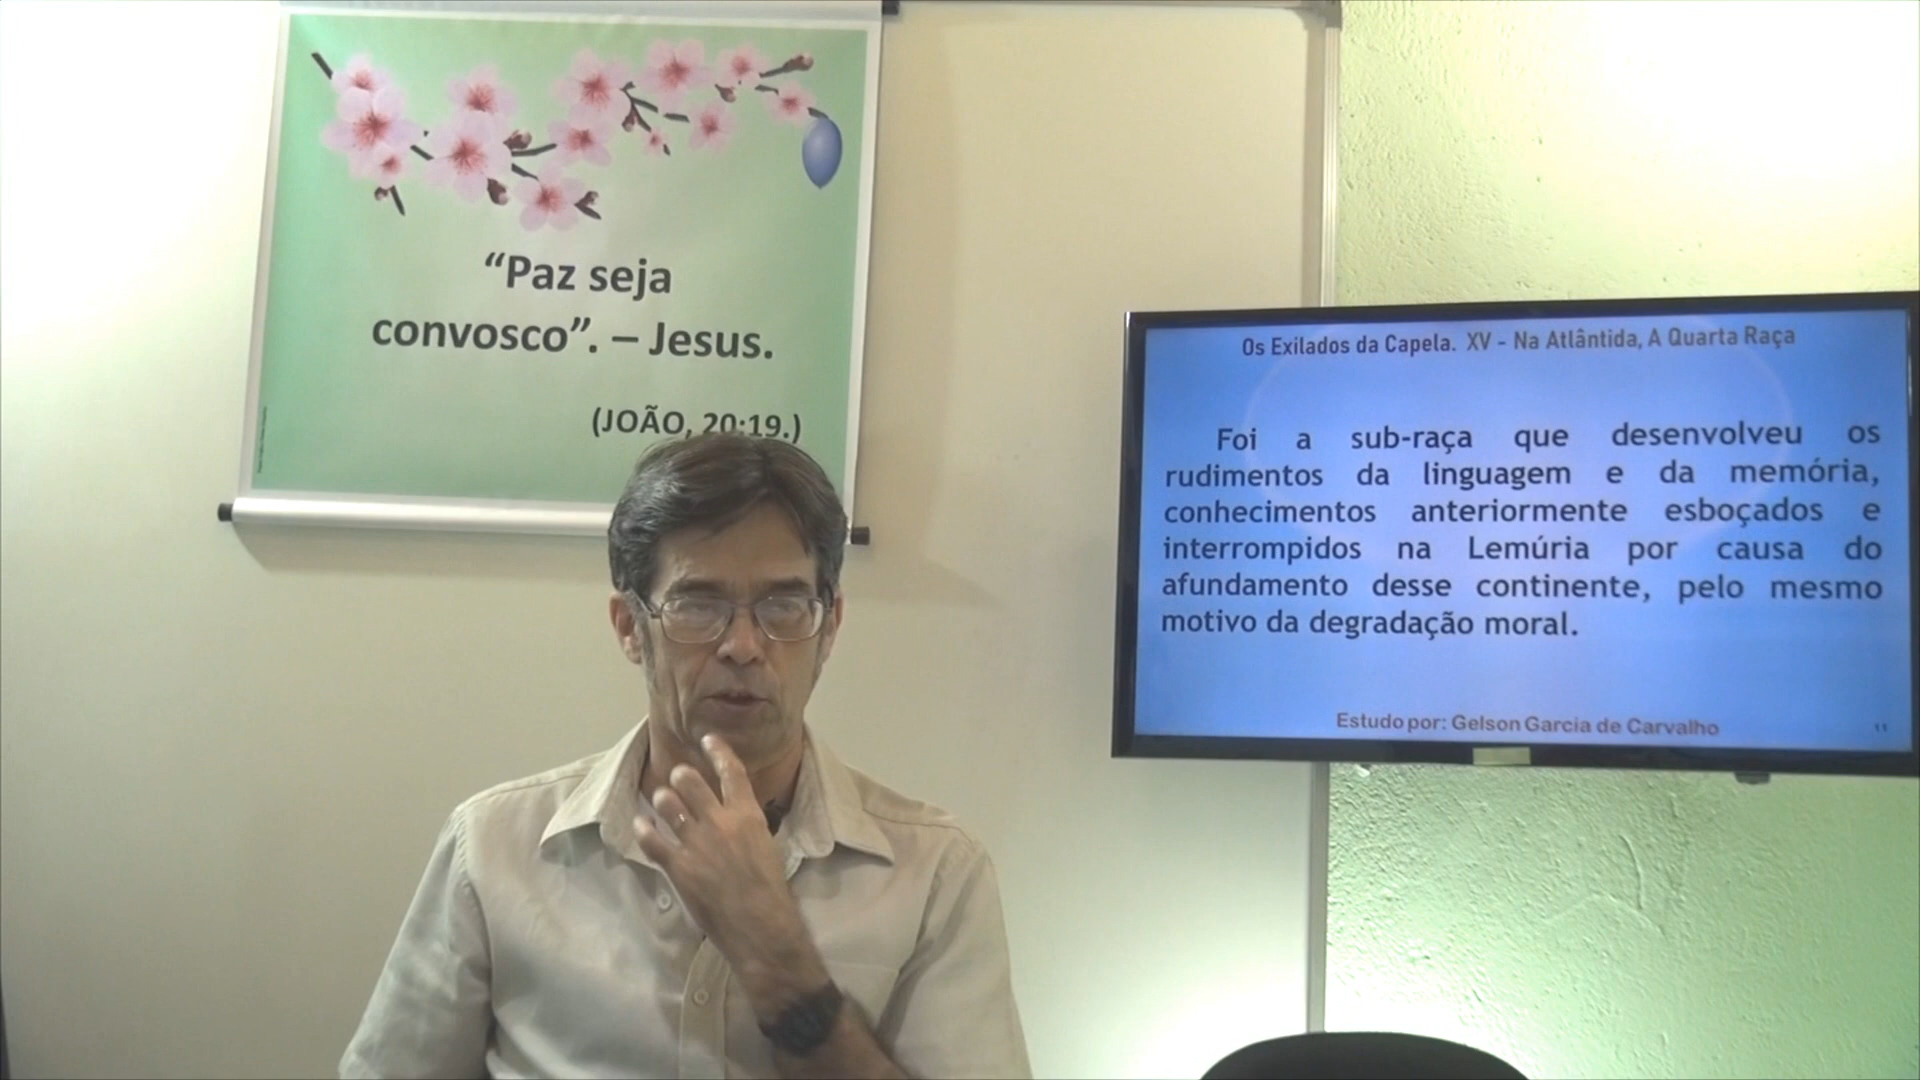 “Paz seja
convosco”. – Jesus.
(JOÃO, 20:19.)
Os Exilados da Capela. XV - Na Atlântida, A Quarta Raça
Foi a sub-raça que desenvolveu os
rudimentos da linguagem e da memória,
conhecimentos anteriormente esboçados e
interrompidos na Lemúria por causa do
afundamento desse continente, pelo mesmo
motivo da degradação moral.
Estudo por: Gelson Garcia de Carvalho
11